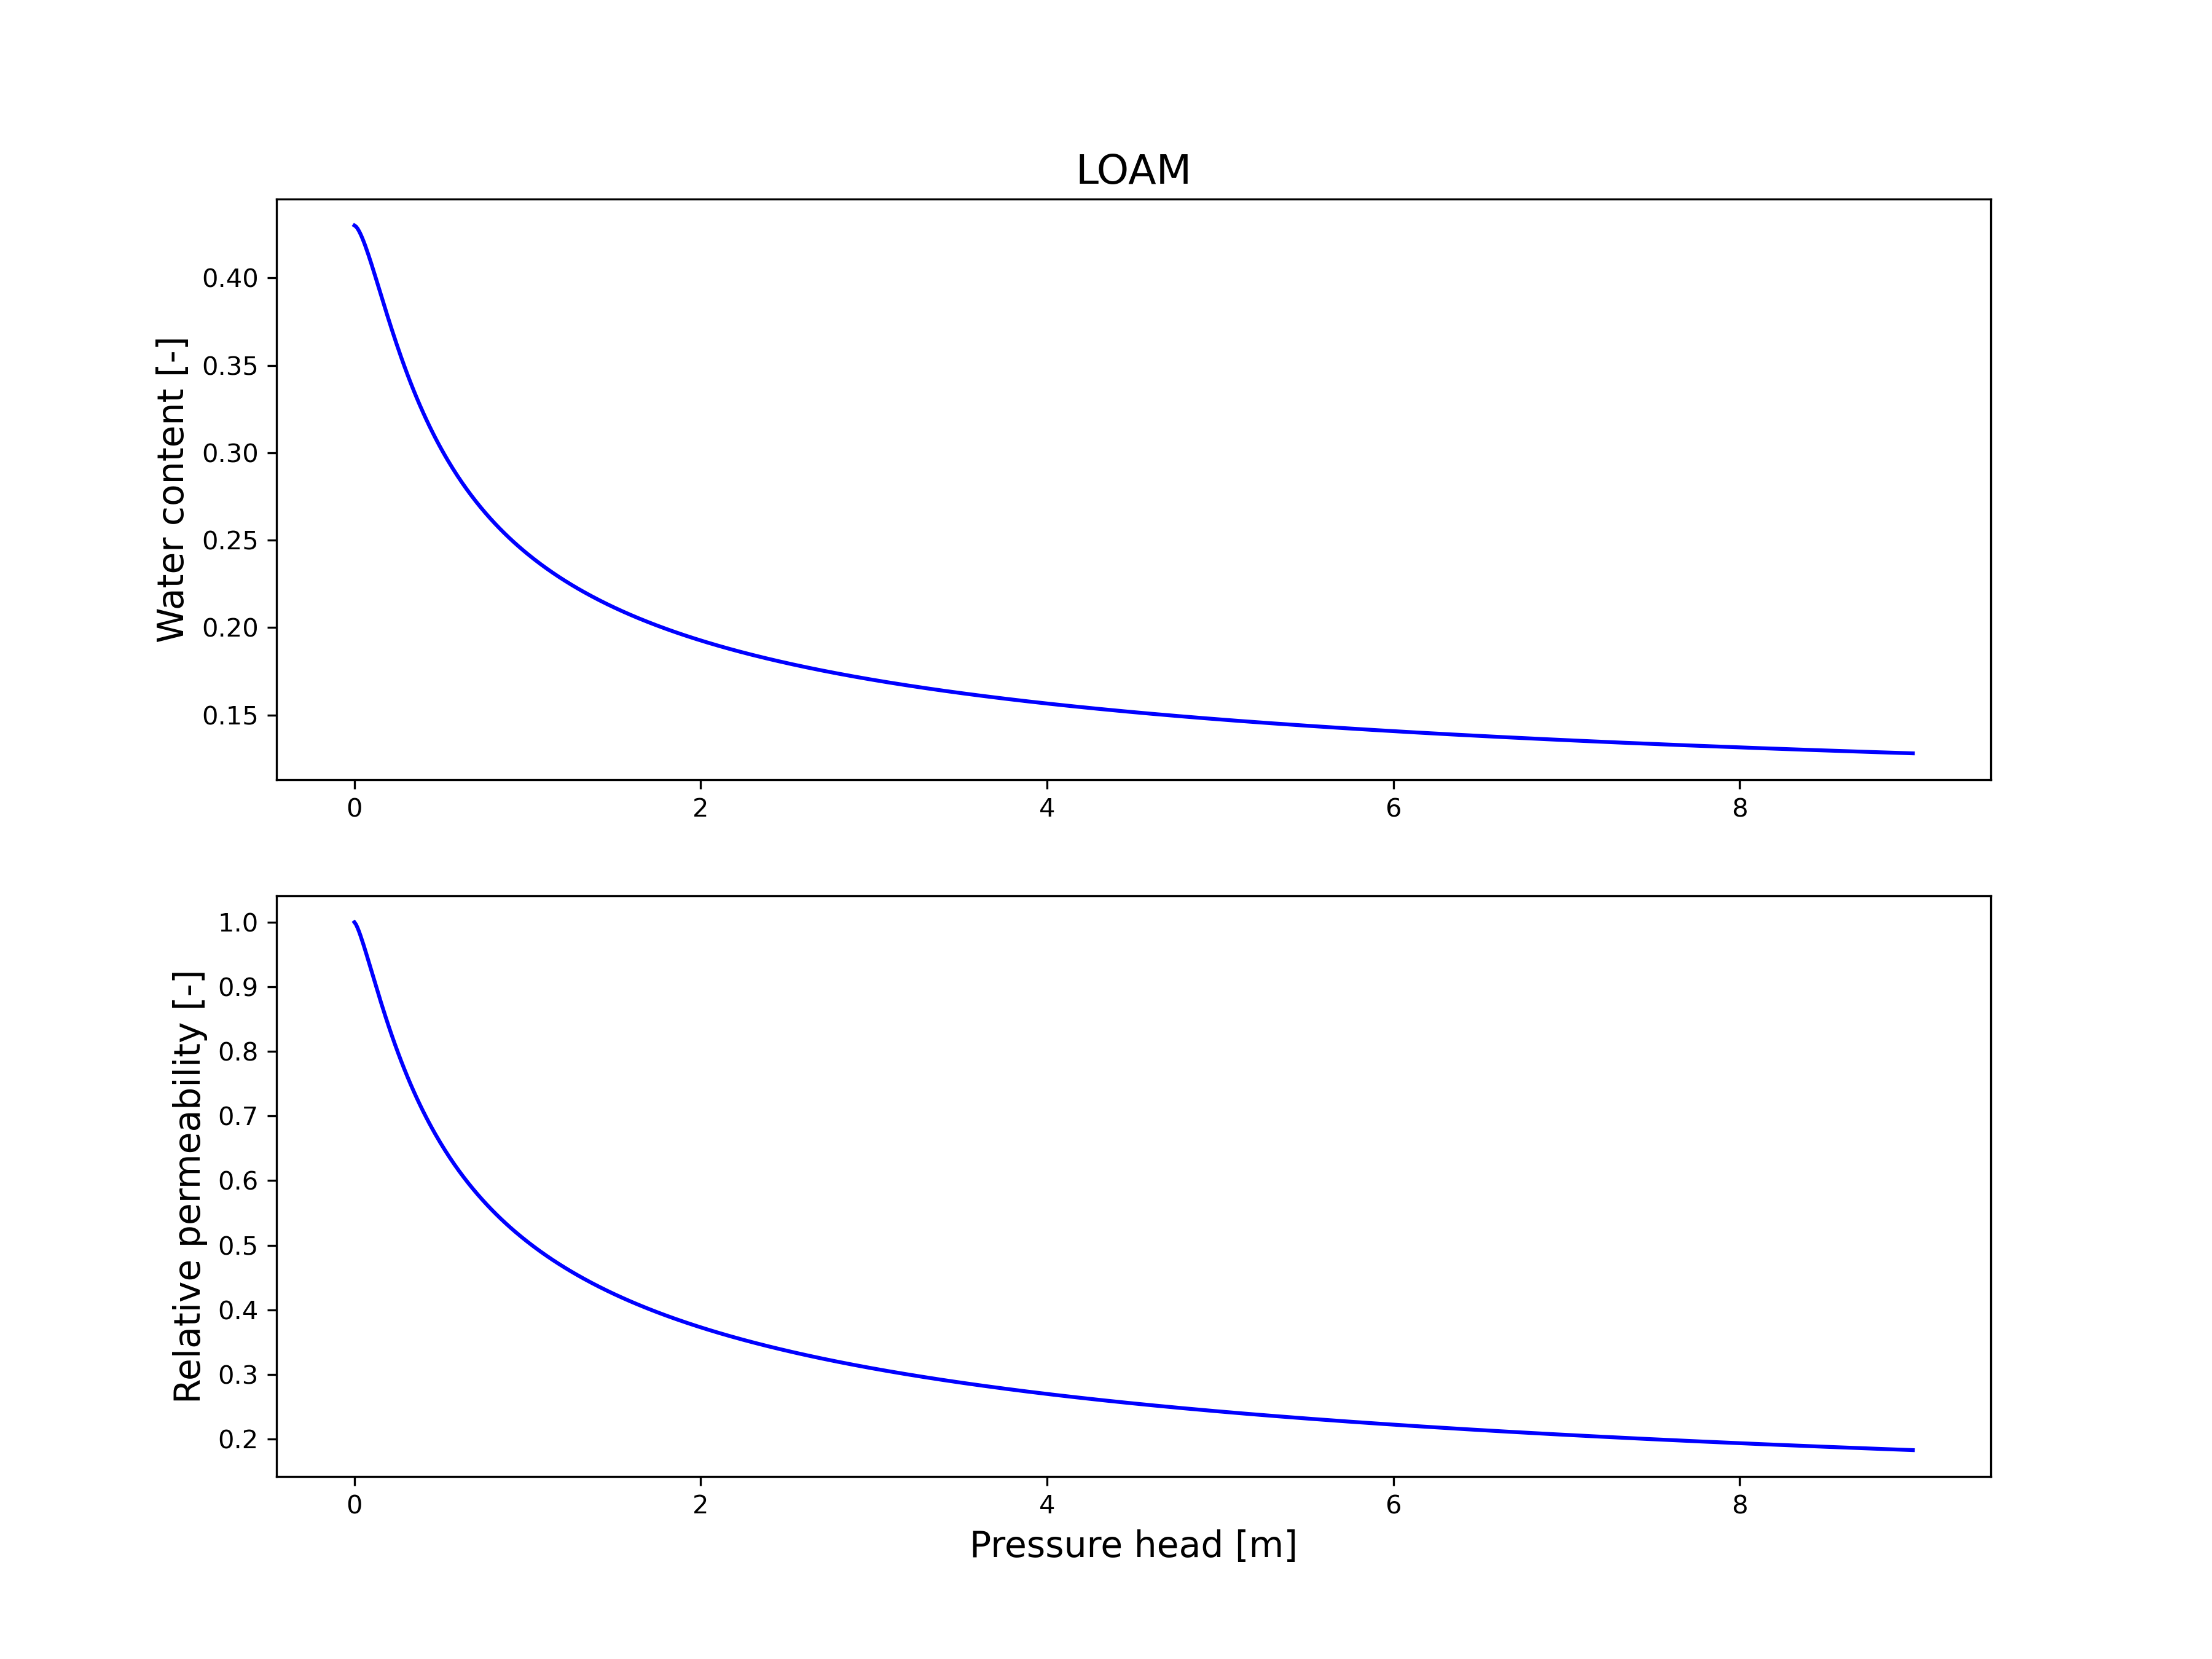 LOAM
Water content [-]
0.40
0.35
0.30
0.25
0.20
0.15
0 2 4 6 8
Relative permeability [-]
1.0
0.9
0.8
0.7
0.6
0.5
0.4
0.3
0.2
0 2 4 6 8
Pressure head [m]